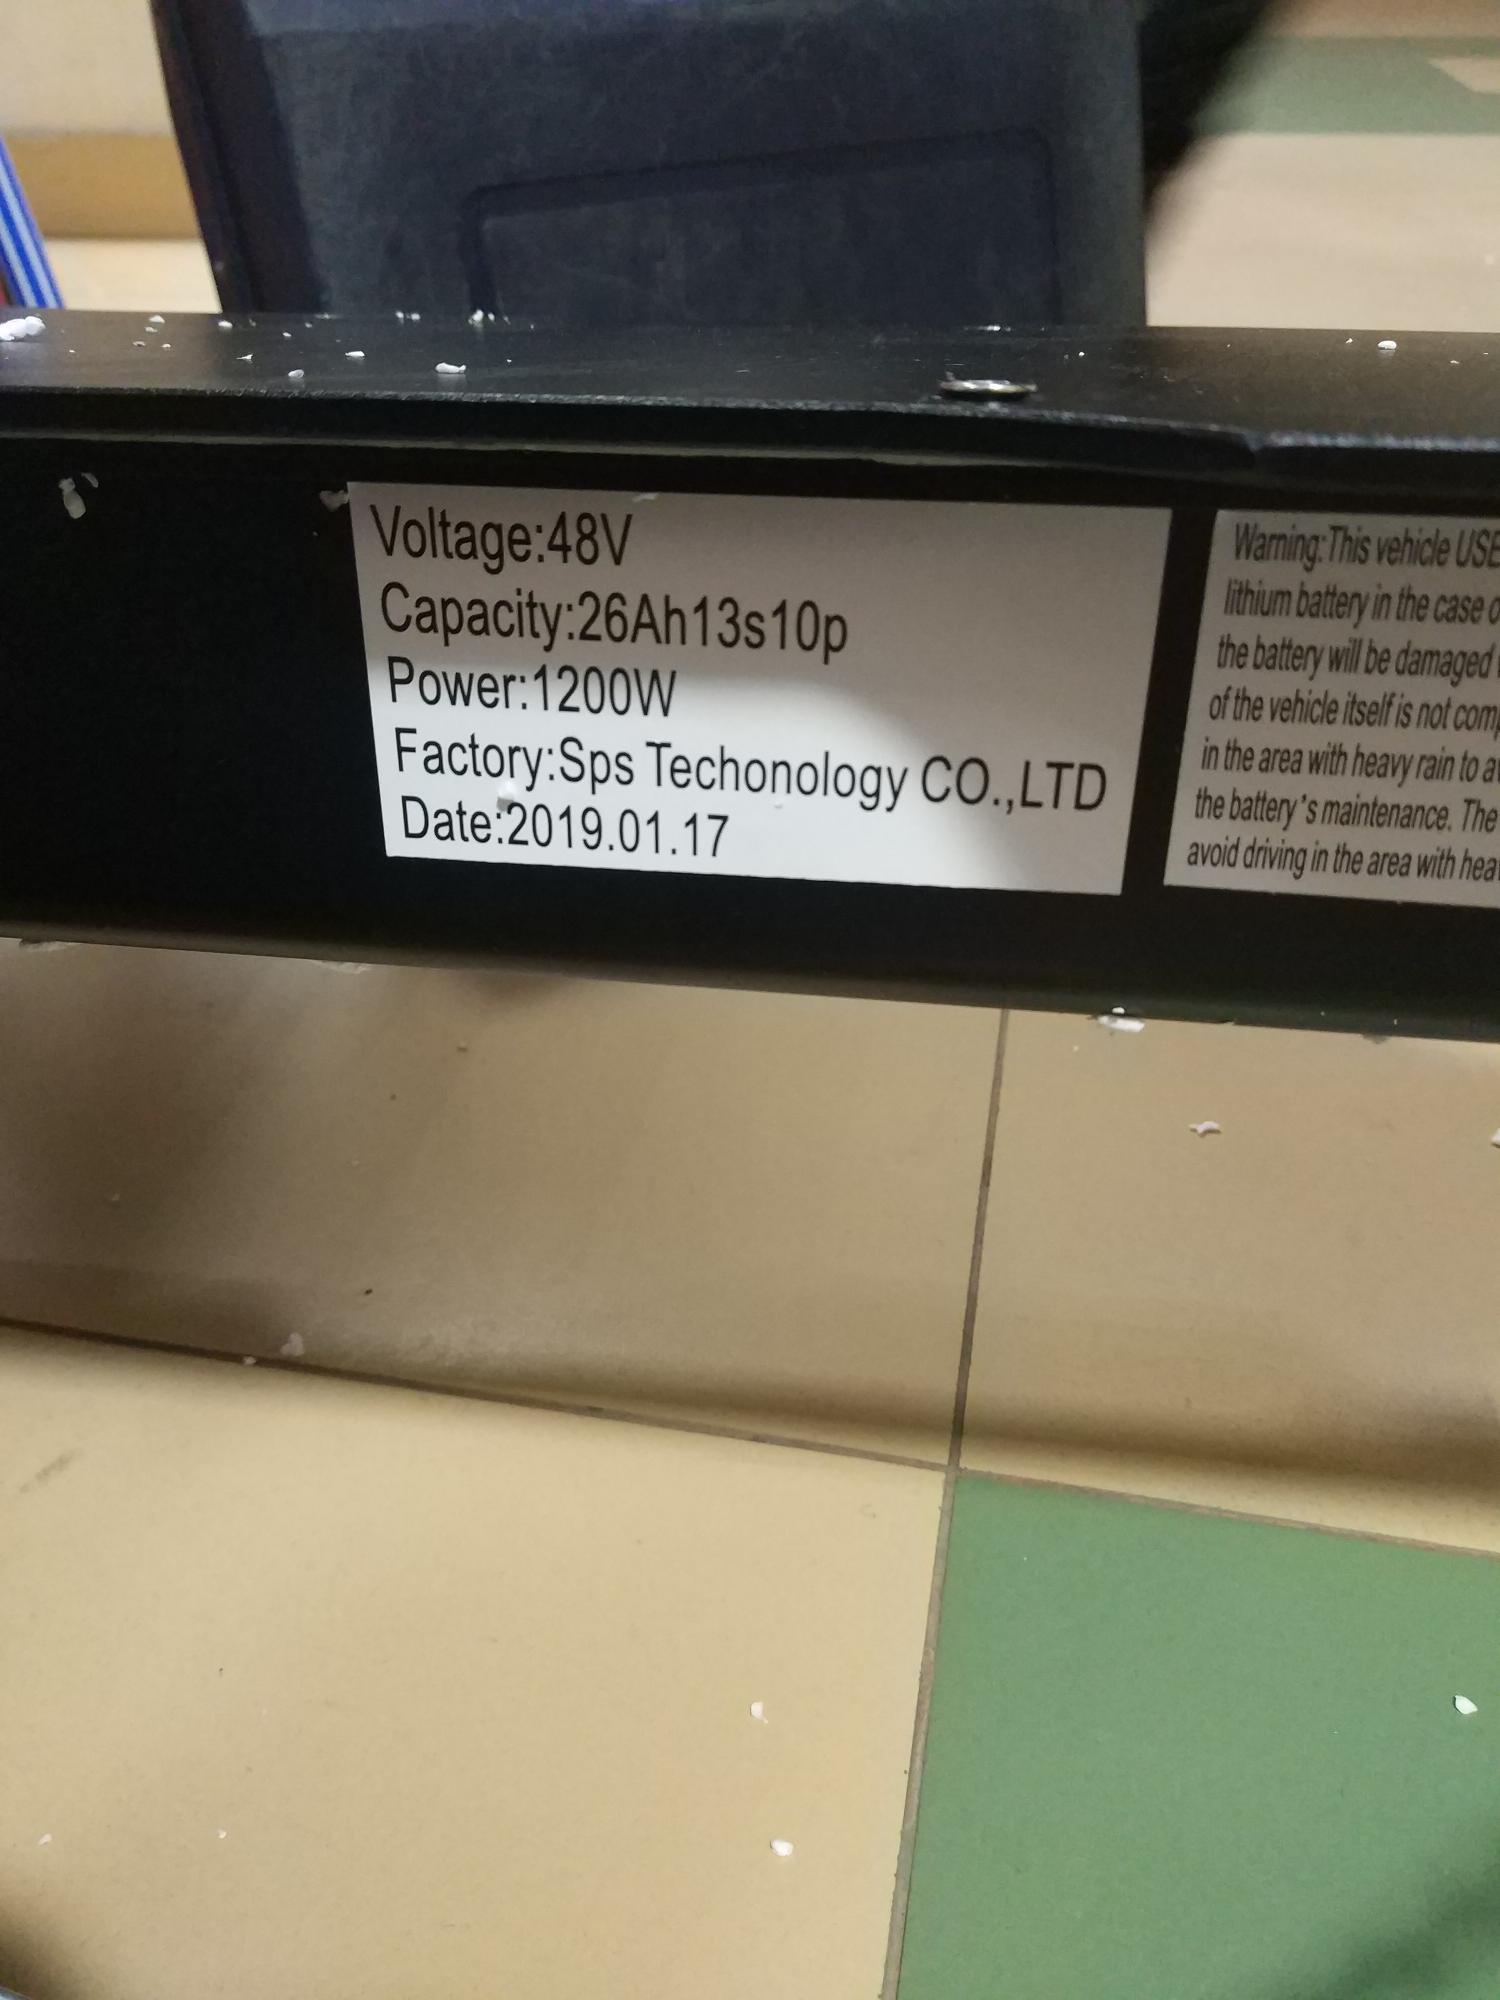 Voltage:48V
Capacity:26Ah13s10p
Power:1200W
Factory:Sps Techonology CO.,LTD
Date:2019.01.17
Warning:This vehicle USE
lithium battery in the case
the battery will be damaged
of the vehicle itself is not
in the area with heavy rain to
the battery's maintenance. The
avoid driving in the area with